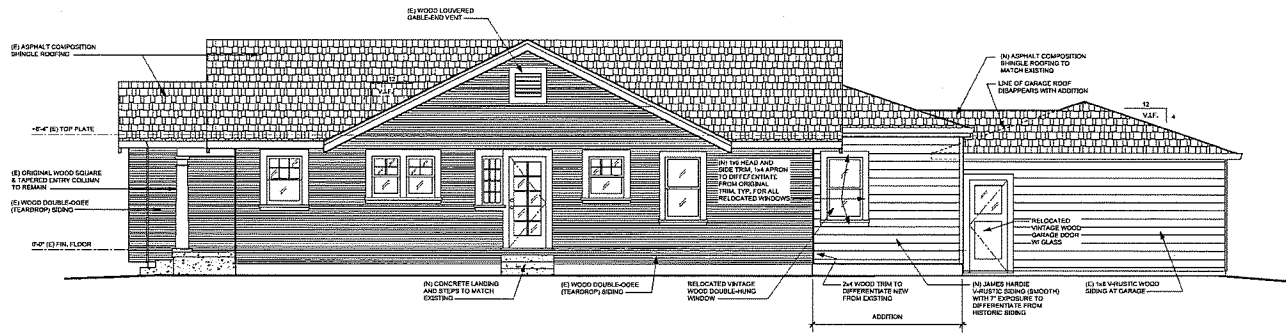 (E) WOOD LOUVERED
GABLE-END VENT
(E) ASPHALT COMPOSITION
SHINGLE ROOFING
(N) ASPHALT COMPOSITION
SHINGLE ROOFING TO
MATCH EXISTING
LINE OF GARAGE ROOF
DISAPPEARS WITH ADDITION
12
V.I.F.
12
V.I.F.
4
+8'-4" (E) TOP PLATE
(E) ORIGINAL WOOD SQUARE
& TAPERED ENTRY COLUMN
TO REMAIN
(E) WOOD DOUBLE-OGEE
(TEARDROP) SIDING
0'-0" (E) FIN. FLOOR
(N) 1x6 HEAD AND
SIDE TRIM, 1x4 APRON
TO DIFFERENTIATE
FROM ORIGINAL
TRIM, TYP. FOR ALL
RELOCATED WINDOWS
RELOCATED
VINTAGE WOOD
GARAGE DOOR
W/ GLASS
(N) CONCRETE LANDING
AND STEPS TO MATCH
EXISTING
(E) WOOD DOUBLE-OGEE
(TEARDROP) SIDING
RELOCATED VINTAGE
WOOD DOUBLE-HUNG
WINDOW
2x4 WOOD TRIM TO
DIFFERENTIATE NEW
FROM EXISTING
(N) JAMES HARDIE
V-RUSTIC SIDING (SMOOTH)
WITH 7" EXPOSURE TO
DIFFERENTIATE FROM
HISTORIC SIDING
(E) 1x8 V-RUSTIC WOOD
SIDING AT GARAGE
ADDITION